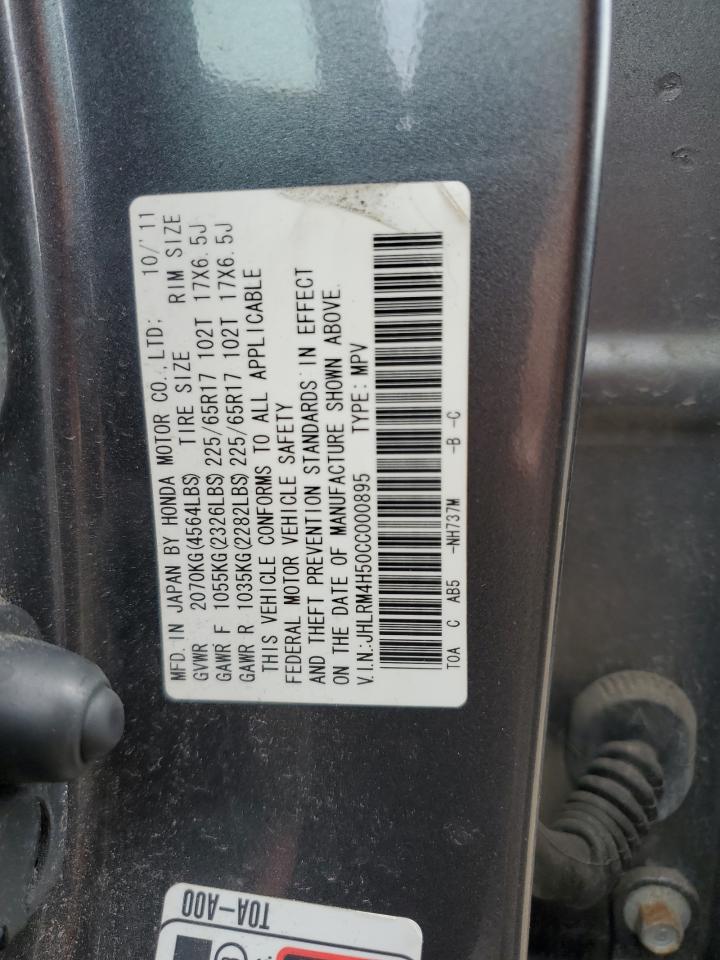 MFD. IN JAPAN BY HONDA MOTOR CO., LTD; 10/'11
GVWR 2070KG(4564LBS) TIRE SIZE RIM SIZE
GAWR F 1055KG(2326LBS) 225/65R17 102T 17X6. 5J
GAWR R 1035KG(2282LBS) 225/65R17 102T 17X6. 5J
THIS VEHICLE CONFORMS TO ALL APPLICABLE
FEDERAL MOTOR VEHICLE SAFETY
AND THEFT PREVENTION STANDARDS IN EFFECT
ON THE DATE OF MANUFACTURE SHOWN ABOVE.
V.I.N.:JHLRM4H50CC000895 TYPE: MPV
T0A C AB5 -NH737M -B -C
T0A-A00